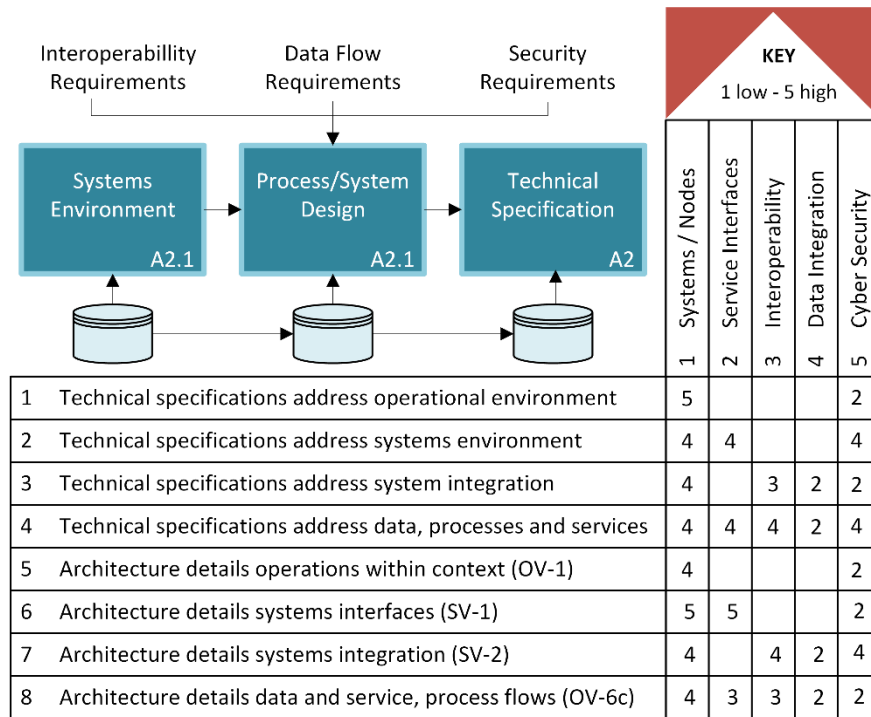 Interoperabillity
Requirements
Data Flow
Requirements
Security
Requirements
KEY
1 low - 5 high
Systems
Environment
A2.1
Process/System
Design
A2.1
Technical
Specification
A2
1 Systems / Nodes
2 Service Interfaces
3 Interoperability
4 Data Integration
5 Cyber Security
1 Technical specifications address operational environment 5 2
2 Technical specifications address systems environment 4 4 4
3 Technical specifications address system integration 4 3 2 2
4 Technical specifications address data, processes and services 4 4 4 2 4
5 Architecture details operations within context (OV-1) 4 2
6 Architecture details systems interfaces (SV-1) 5 5 2
7 Architecture details systems integration (SV-2) 4 4 2 4
8 Architecture details data and service, process flows (OV-6c) 4 3 3 2 2